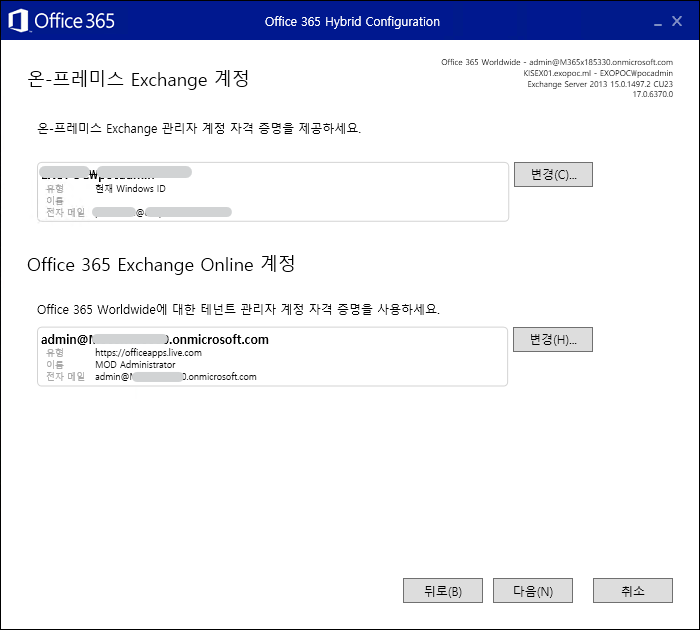 Office 365
Office 365 Hybrid Configuration
Office 365 Worldwide - admin@M365x185330.onmicrosoft.com
KISEX01.exopoc.ml - EXOPOC₩pocadmin
Exchange Server 2013 15.0.1497.2 CU23
17.0.6370.0
온-프레미스 Exchange 계정
온-프레미스 Exchange 관리자 계정 자격 증명을 제공하세요.
변경(C)...
유형 현재 Windows ID
이름
전자 메일 @
Office 365 Exchange Online 계정
Office 365 Worldwide에 대한 테넌트 관리자 계정 자격 증명을 사용하세요.
admin@M 0.onmicrosoft.com
변경(H)...
유형 https://officeapps.live.com
이름 MOD Administrator
전자 메일 admin@M 0.onmicrosoft.com
뒤로(B) 다음(N) 취소